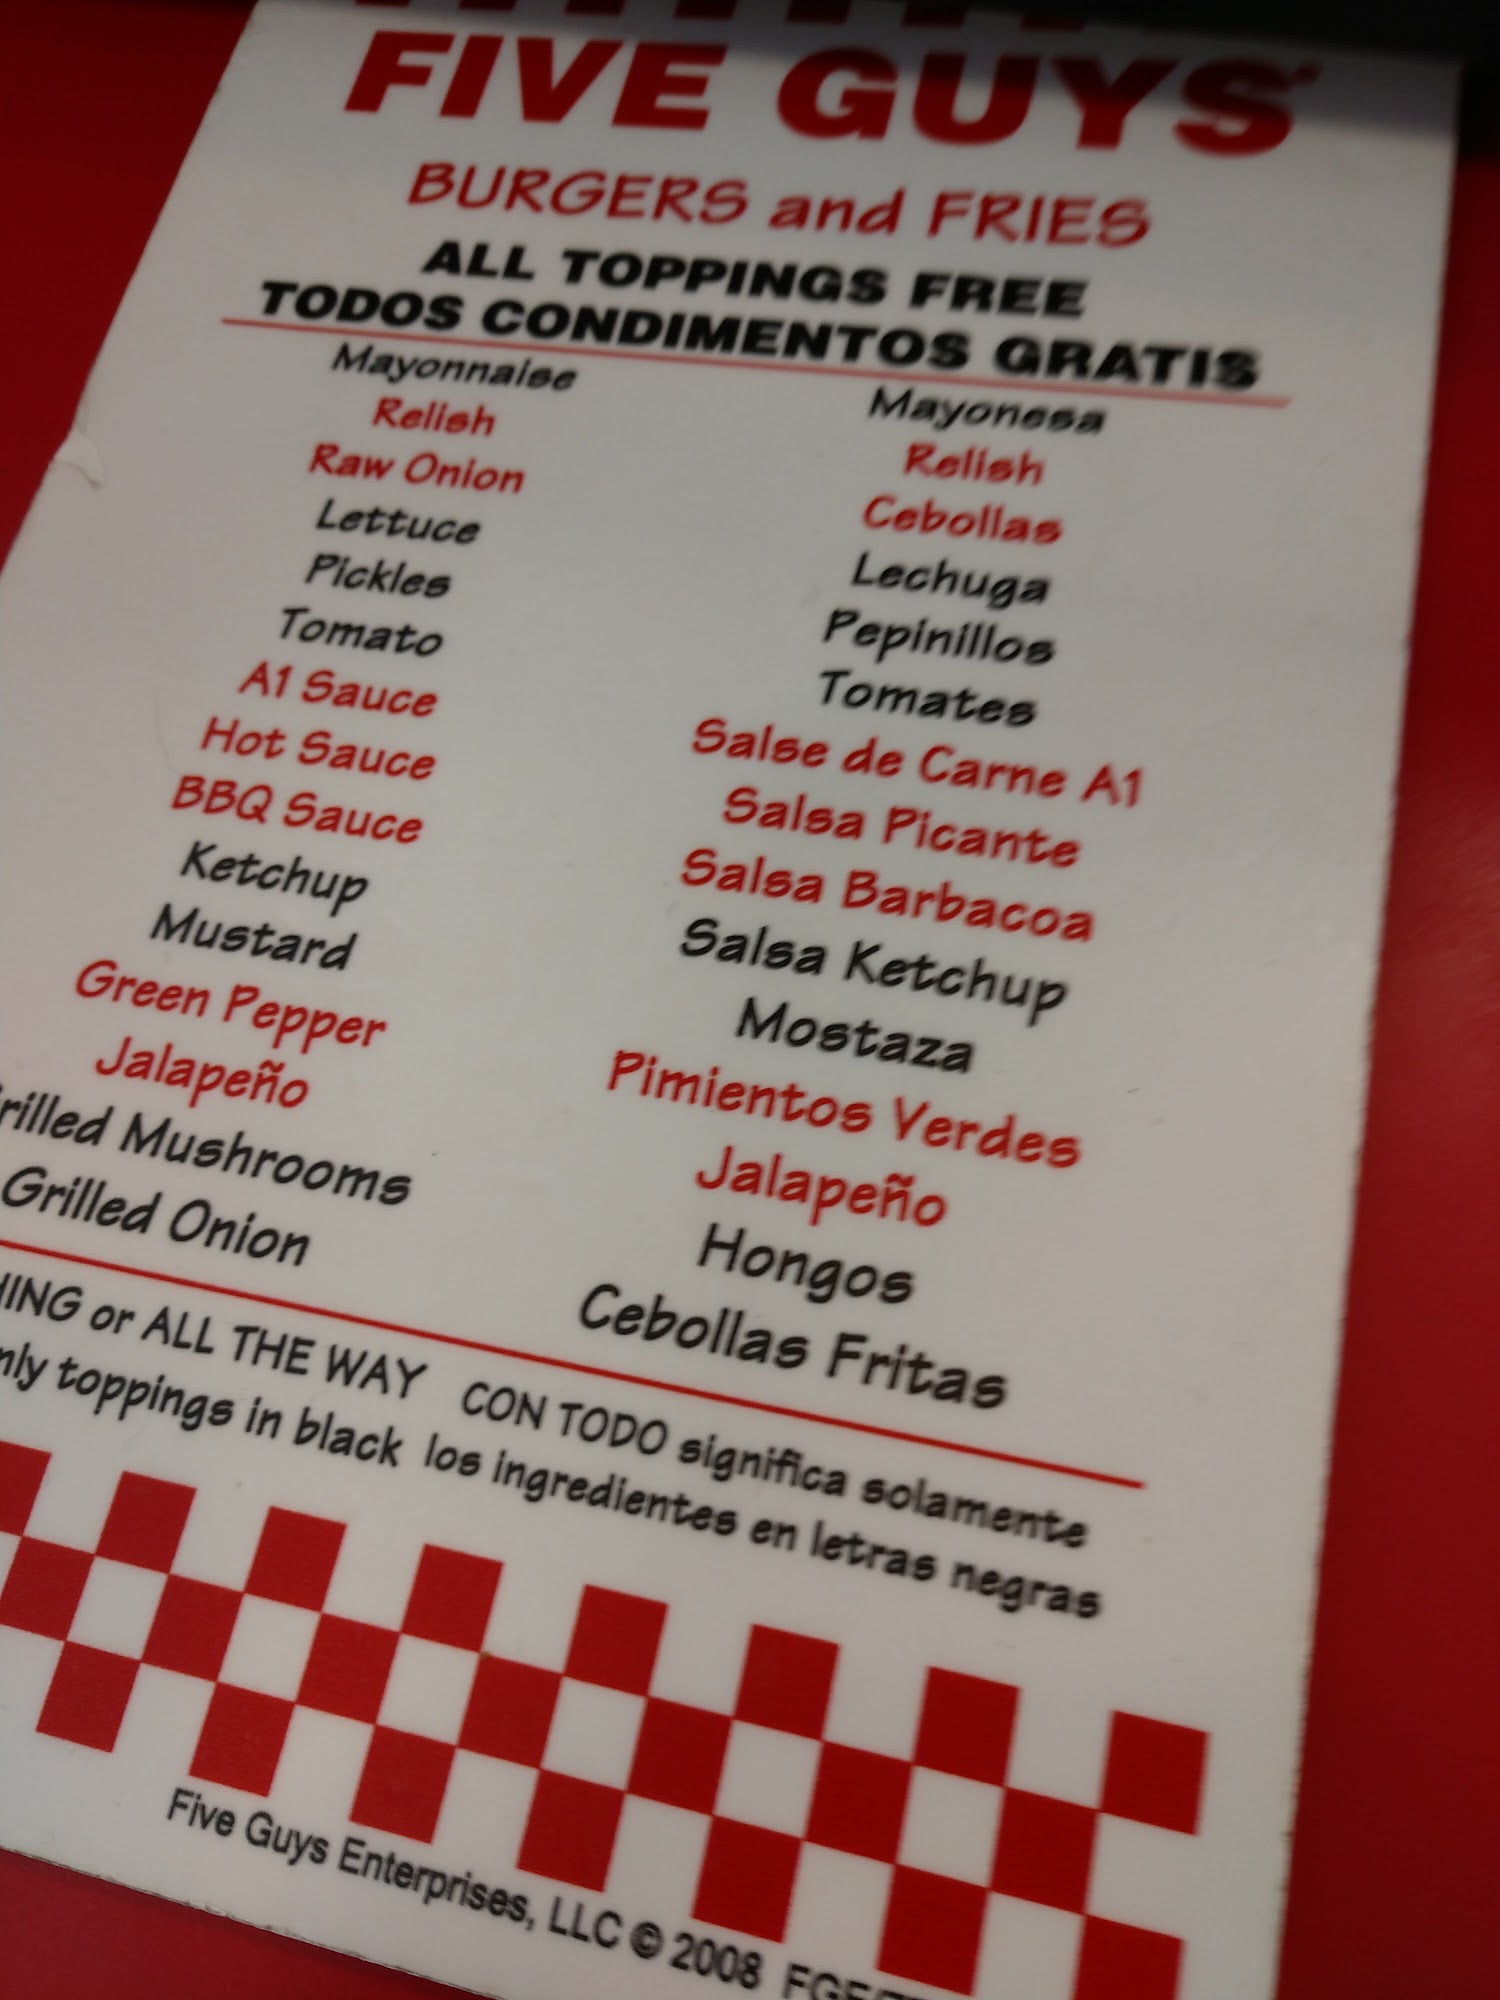 FIVE GUYS
BURGERS and FRIES
ALL TOPPINGS FREE
TODOS CONDIMENTOS GRATIS
Mayonnaise
Relish
Raw Onion
Lettuce
Pickles
Tomato
A1 Sauce
Hot Sauce
BBQ Sauce
Ketchup
Mustard
Green Pepper
Jalapeño
Mushrooms
Grilled Onion
Mayonesa
Relish
Cebollas
Lechuga
Pepinillos
Tomates
Salse de Carne A1
Salsa Picante
Salsa Barbacoa
Salsa Ketchup
Mostaza
Pimientos Verdes
Jalapeño
Hongos
Cebollas Fritas
or ALL THE WAY
toppings in black
CON TODO significa solamente
los ingredientes en letras negras
Five Guys Enterprises, LLC © 2008